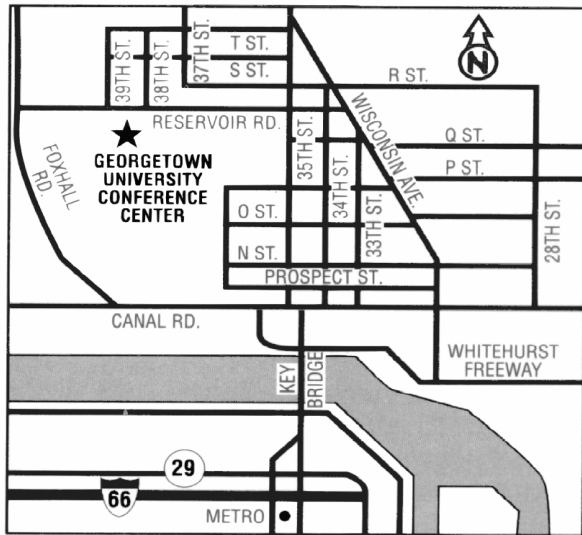 T ST.
S ST.
39TH ST.
38TH ST.
37TH ST.
R ST.
N
RESERVOIR RD.
WISCONSIN AVE.
Q ST.
P ST.
FOXHALL
RD.
GEORGETOWN
UNIVERSITY
CONFERENCE
CENTER
35TH ST.
34TH ST.
33TH ST.
28TH ST.
O ST.
N ST.
PROSPECT ST.
CANAL RD.
WHITEHURST
FREEWAY
KEY
BRIDGE
29
66
METRO